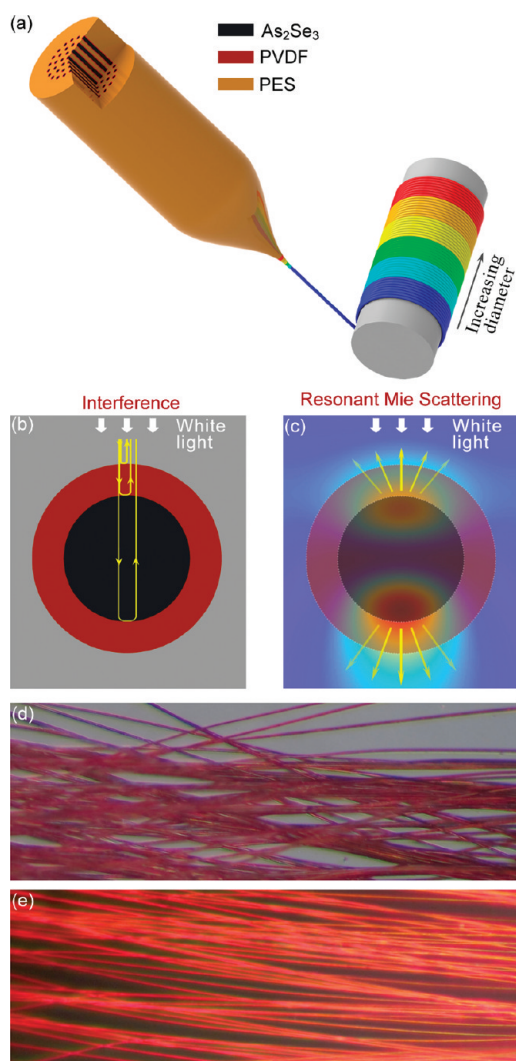 (a)
As₂Se₃
PVDF
PES
Increasing
diameter
Interference
(b)
White
light
Resonant Mie Scattering
(c)
White
light
(d)
(e)